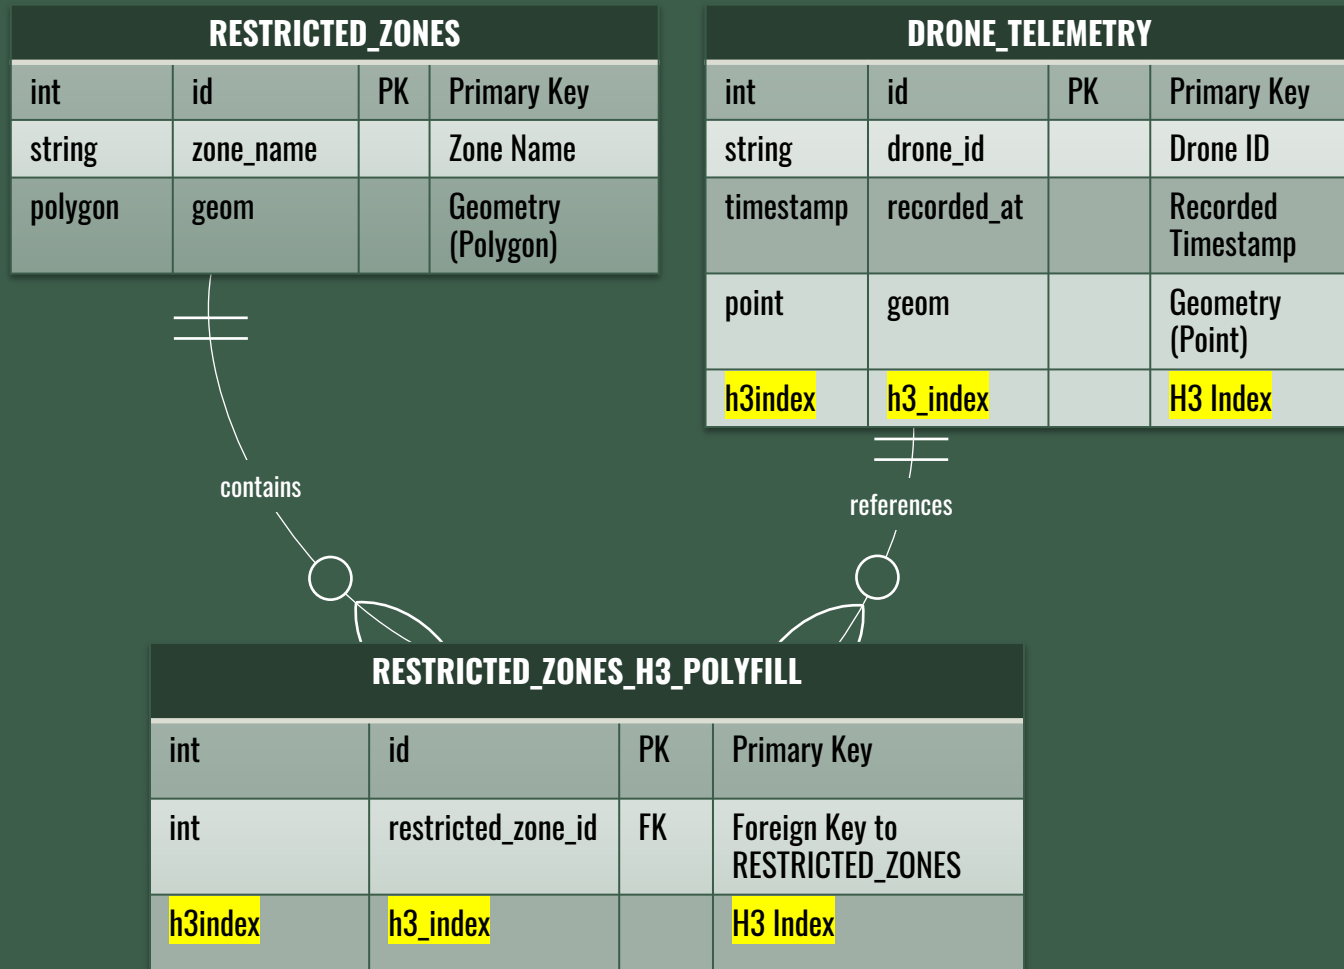 RESTRICTED_ZONES
int id PK Primary Key
string zone_name Zone Name
polygon geom Geometry
(Polygon)
DRONE_TELEMETRY
int id PK Primary Key
string drone_id Drone ID
timestamp recorded_at Recorded
Timestamp
point geom Geometry
(Point)
h3index h3_index H3 Index
contains
references
RESTRICTED_ZONES_H3_POLYFILL
int id PK Primary Key
int restricted_zone_id FK Foreign Key to
RESTRICTED_ZONES
h3index h3_index H3 Index